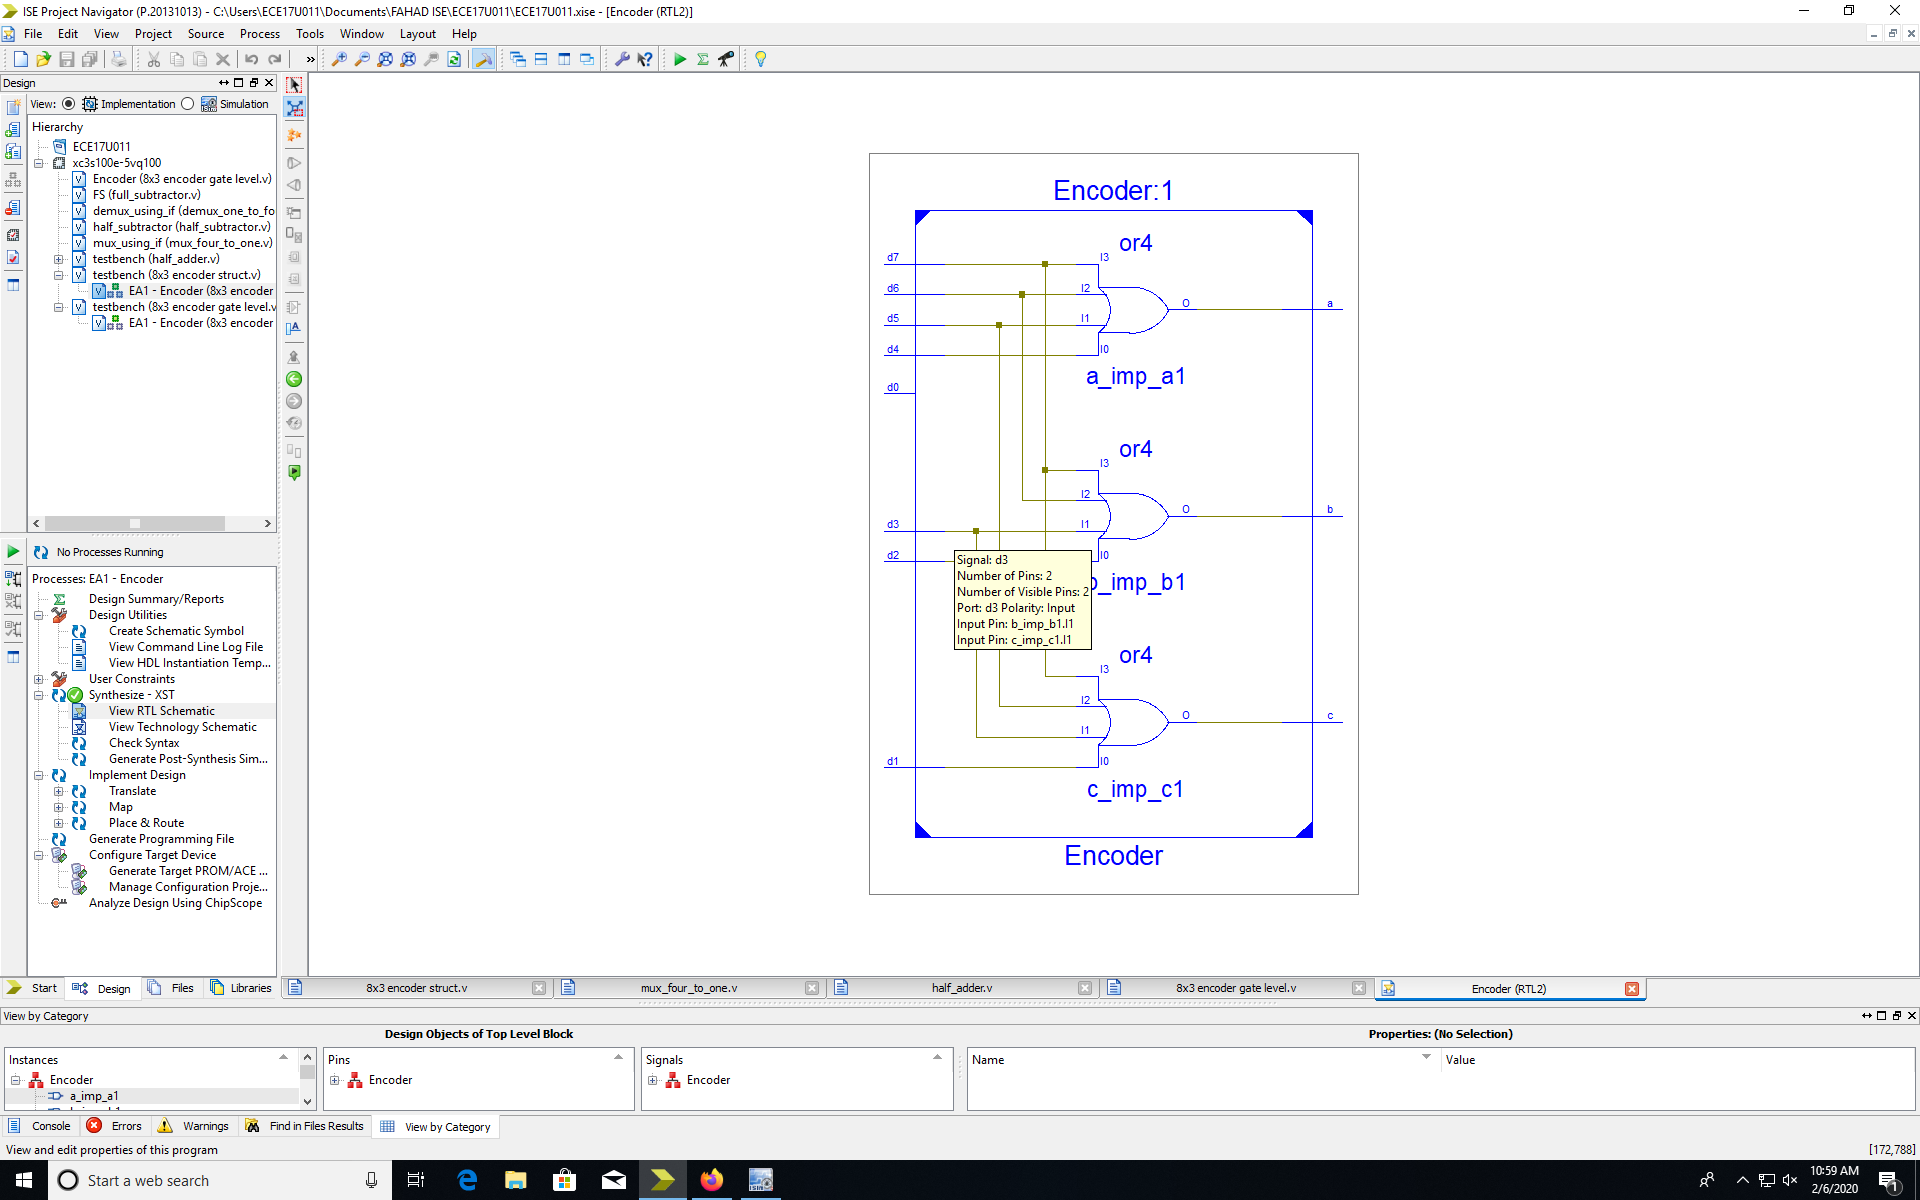 ISE Project Navigator (P.20131013) - C:\Users\ECE17U011\Documents\FAHAD ISE\ECE17U011\ECE17U011.xise - [Encoder (RTL2)]
File Edit View Project Source Process Tools Window Layout Help
Design
View: Implementation Simulation
Hierarchy
ECE17U011
xc3s100e-5vq100
Encoder (8x3 encoder gate level.v)
FS (full_subtractor.v)
demux_using_if (demux_one_to_fo
half_subtractor (half_subtractor.v)
mux_using_if (mux_four_to_one.v)
testbench (half_adder.v)
testbench (8x3 encoder struct.v)
EA1 - Encoder (8x3 encoder
testbench (8x3 encoder gate level.v
EA1 - Encoder (8x3 encoder
No Processes Running
Processes: EA1 - Encoder
Design Summary/Reports
Design Utilities
Create Schematic Symbol
View Command Line Log File
View HDL Instantiation Temp...
User Constraints
Synthesize - XST
View RTL Schematic
View Technology Schematic
Check Syntax
Generate Post-Synthesis Sim...
Implement Design
Translate
Map
Place & Route
Generate Programming File
Configure Target Device
Generate Target PROM/ACE ...
Manage Configuration Proje...
Analyze Design Using ChipScope
Start Design Files Libraries
Encoder:1
or4
d7 I3
d6 I2
O a
d5 I1
d4 I0
a_imp_a1
d0
or4
I3
I2
O b
d3 I1
d2 I0
Signal: d3
Number of Pins: 2
Number of Visible Pins: 2
Port: d3 Polarity: Input
Input Pin: b_imp_b1.I1
Input Pin: c_imp_c1.I1
_imp_b1
or4
I3
I2
O c
I1
d1 I0
c_imp_c1
Encoder
8x3 encoder struct.v mux_four_to_one.v half_adder.v 8x3 encoder gate level.v Encoder (RTL2)
View by Category
Design Objects of Top Level Block Properties: (No Selection)
Instances Pins Signals Name Value
Encoder Encoder Encoder
a_imp_a1
Console Errors Warnings Find in Files Results View by Category
View and edit properties of this program [172,788]
Start a web search
10:59 AM
2/6/2020
1